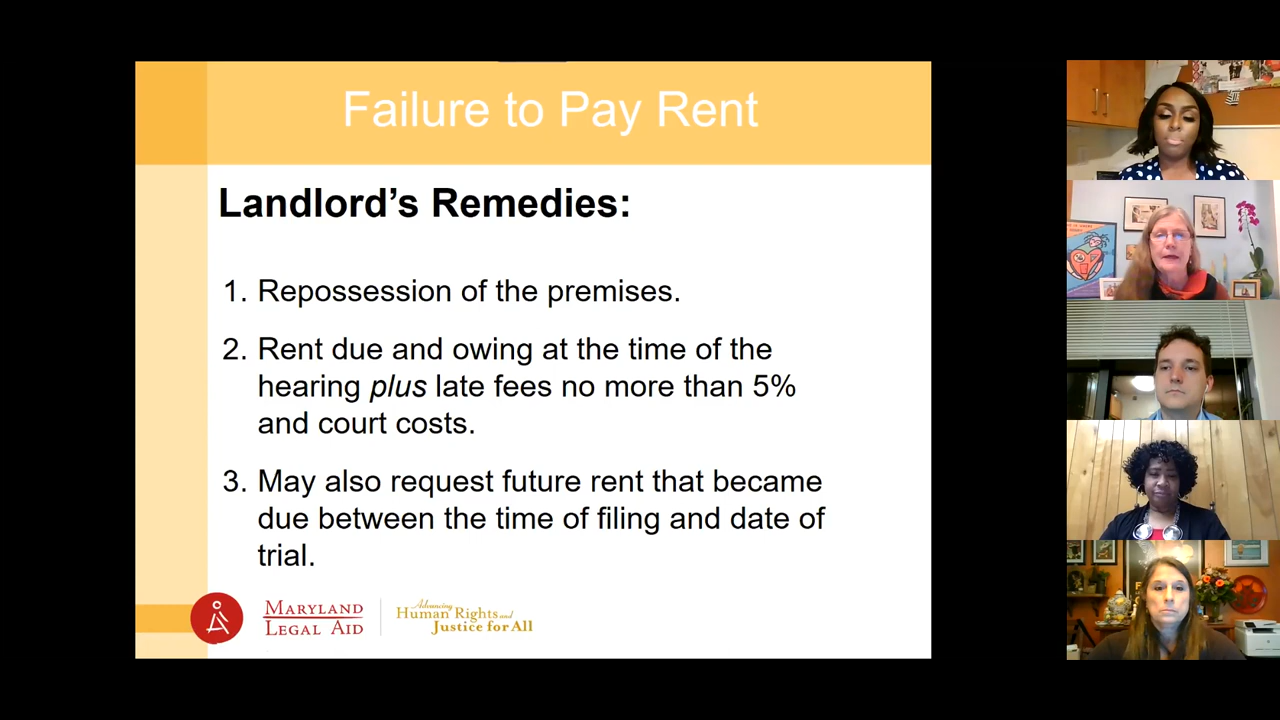 Failure to Pay Rent
Landlord's Remedies:
1. Repossession of the premises.
2. Rent due and owing at the time of the
hearing plus late fees no more than 5%
and court costs.
3. May also request future rent that became
due between the time of filing and date of
trial.
MARYLAND
LEGAL AID
Advancing
Human Rights and
Justice for All